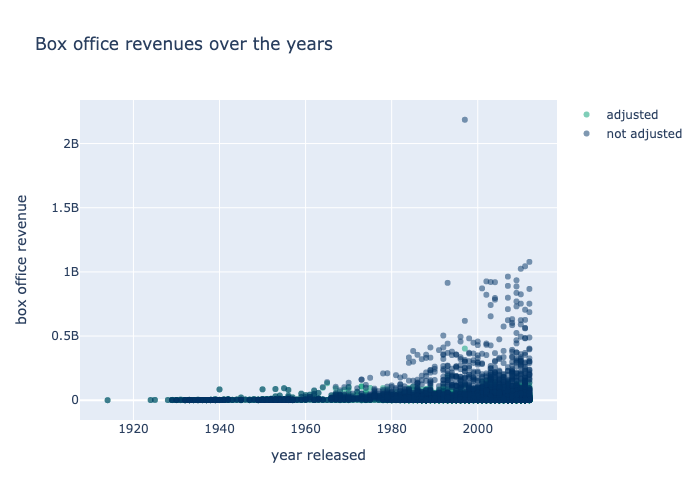 Box office revenues over the years
adjusted
not adjusted
2B
1.5B
1B
0.5B
0
box office revenue
1920
1940
1960
1980
2000
year released